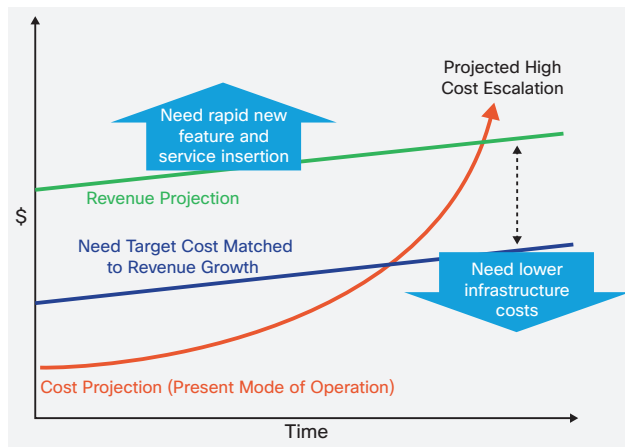 Projected High
Cost Escalation
Need rapid new
feature and
service insertion
Revenue Projection
$
Need Target Cost Matched
to Revenue Growth
Need lower
infrastructure
costs
Cost Projection (Present Mode of Operation)
Time